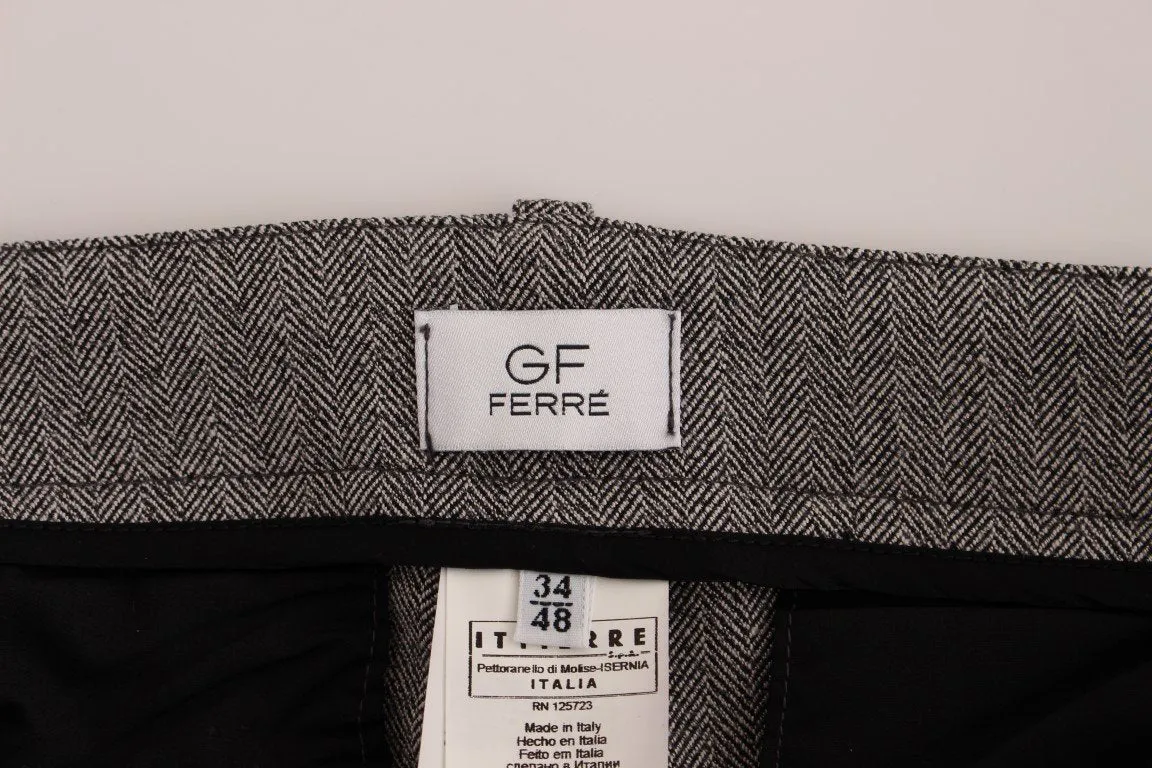 GF
FERRÉ
34
48
S.p.A.
Pettoranello di Molise-ISERNIA
ITALIA
RN 125723
Made in Italy
Hecho en Italia
Feito em Italia
сделано в Италии